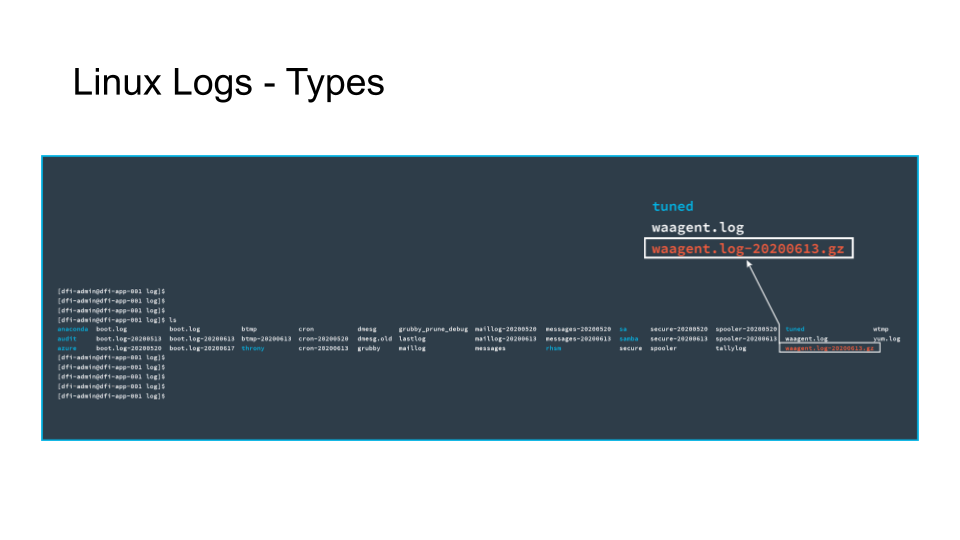 Linux Logs - Types
tuned
waagent.log
waagent.log-20200613.gz
[dfi-admin@dfi-app-001 log]$
[dfi-admin@dfi-app-001 log]$
[dfi-admin@dfi-app-001 log]$
[dfi-admin@dfi-app-001 log]$ ls
anaconda boot.log boot.log btmp cron dmesg grubby_prune_debug maillog-20200520 messages-20200520 sa secure-20200520 spooler-20200520 tuned wtmp
audit boot.log-20200513 boot.log-20200613 btmp-20200613 cron-20200520 dmesg.old lastlog maillog-20200613 messages-20200613 samba secure-20200613 spooler-20200613 waagent.log yum.log
azure boot.log-20200520 boot.log-20200617 throny cron-20200613 grubby maillog messages rhsm secure spooler tallylog waagent.log-20200613.gz
[dfi-admin@dfi-app-001 log]$
[dfi-admin@dfi-app-001 log]$
[dfi-admin@dfi-app-001 log]$
[dfi-admin@dfi-app-001 log]$
[dfi-admin@dfi-app-001 log]$